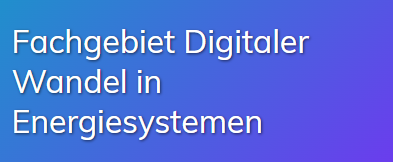 Fachgebiet Digitaler
Wandel in
Energiesystemen